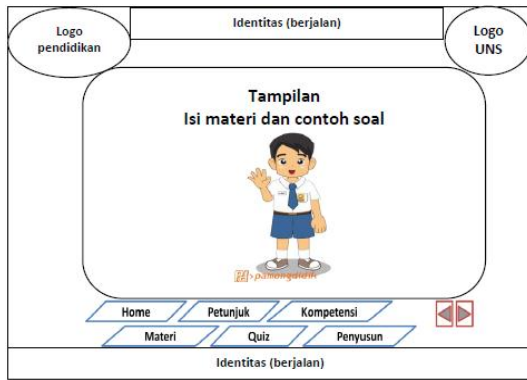 Identitas (berjalan)
Logo
pendidikan
Logo
UNS
Tampilan
Isi materi dan contoh soal
pamongdidik
Home
Petunjuk
Kompetensi
Materi
Quiz
Penyusun
Identitas (berjalan)